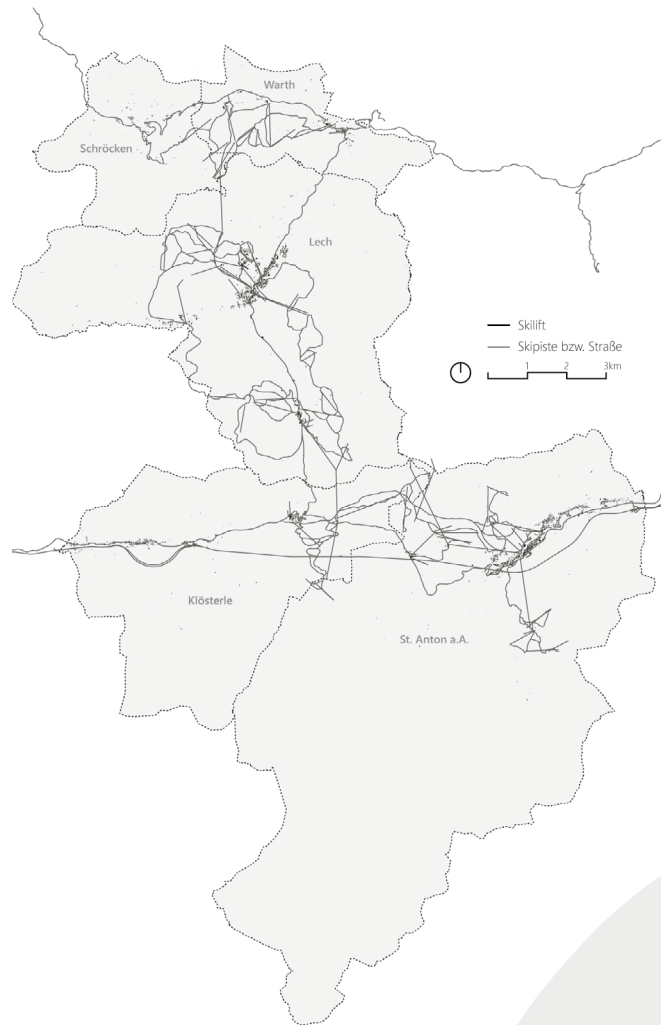 Warth
Schröcken
Lech
Skilift
Skipiste bzw. Straße
1 2 3km
Klösterle
St. Anton a.A.